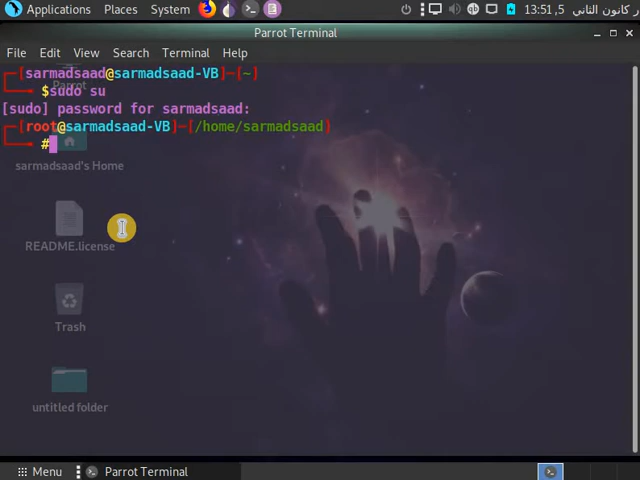 Applications Places System 13:51 ,5 كانون الثاني
Parrot Terminal
File Edit View Search Terminal Help
┌─[sarmadsaad@sarmadsaad-VB]─[~]
└──╼ $sudo su
[sudo] password for sarmadsaad:
┌─[root@sarmadsaad-VB]─[/home/sarmadsaad]
└──╼ #
Parrot
sarmadsaad's Home
README.license
Trash
untitled folder
Menu Parrot Terminal